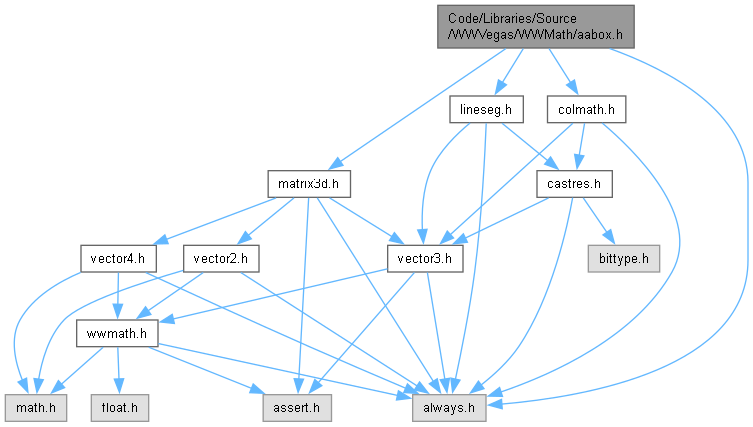 Code/Libraries/Source
/WWVegas/WWMath/aabox.h
lineseg.h
colmath.h
matrix3d.h
castres.h
vector4.h
vector2.h
vector3.h
bittype.h
wwmath.h
math.h
float.h
assert.h
always.h